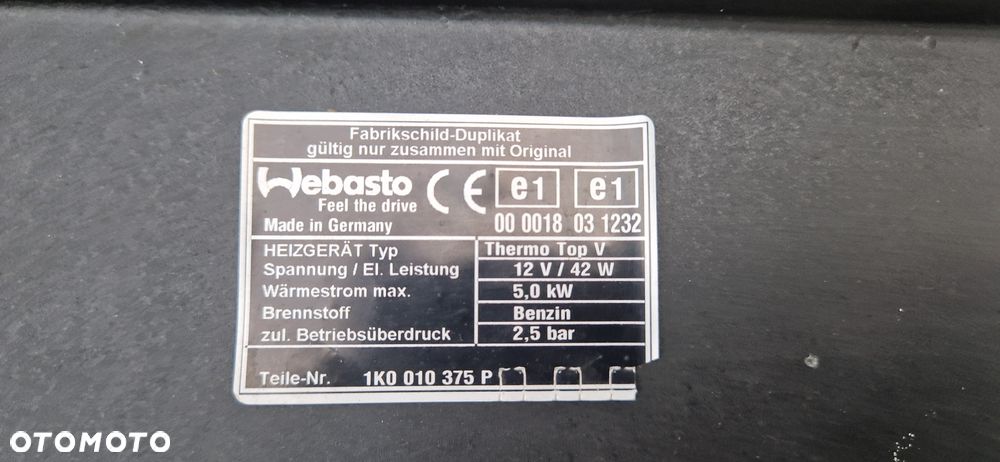 Fabrikschild-Duplikat
gültig nur zusammen mit Original
Webasto
Feel the drive
CE e1 e1
Made in Germany 00 0018 03 1232
HEIZGERÄT Typ Thermo Top V
Spannung / El. Leistung 12 V / 42 W
Wärmestrom max. 5,0 kW
Brennstoff Benzin
zul. Betriebsüberdruck 2,5 bar
Teile-Nr. 1K0 010 375 P
OTOMOTO